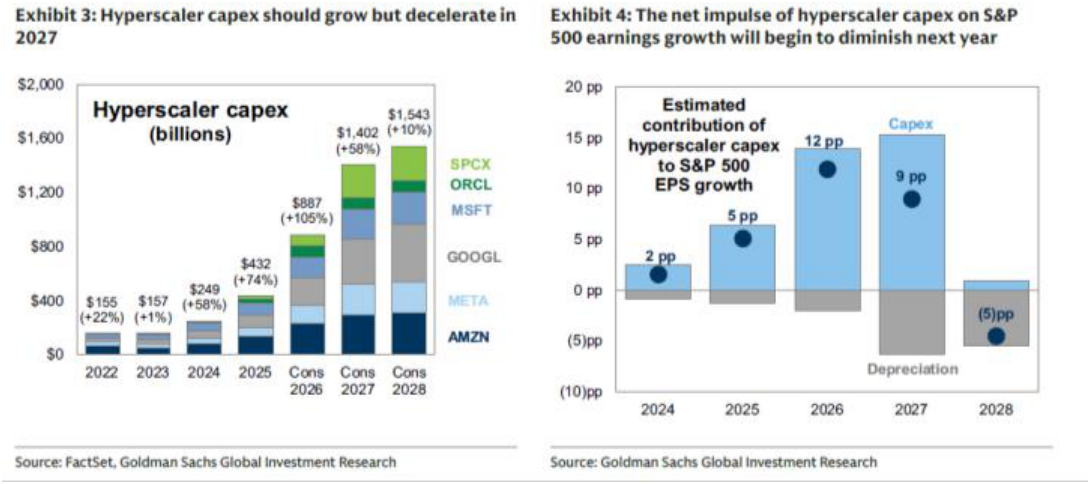 Exhibit 3: Hyperscaler capex should grow but decelerate in
2027
$2,000
$1,600
$1,200
$800
$400
$0
Hyperscaler capex
(billions)
$155
(+22%)
$157
(+1%)
$249
(+58%)
$432
(+74%)
$887
(+105%)
$1,402
(+58%)
$1,543
(+10%)
SPCX
ORCL
MSFT
GOOGL
META
AMZN
2022
2023
2024
2025
Cons
2026
Cons
2027
Cons
2028
Source: FactSet, Goldman Sachs Global Investment Research
Exhibit 4: The net impulse of hyperscaler capex on S&P
500 earnings growth will begin to diminish next year
20 pp
15 pp
10 pp
5 pp
0 pp
(5)pp
(10)pp
Estimated
contribution of
hyperscaler capex
to S&P 500
EPS growth
Capex
2 pp
5 pp
12 pp
9 pp
(5)pp
Depreciation
2024
2025
2026
2027
2028
Source: Goldman Sachs Global Investment Research